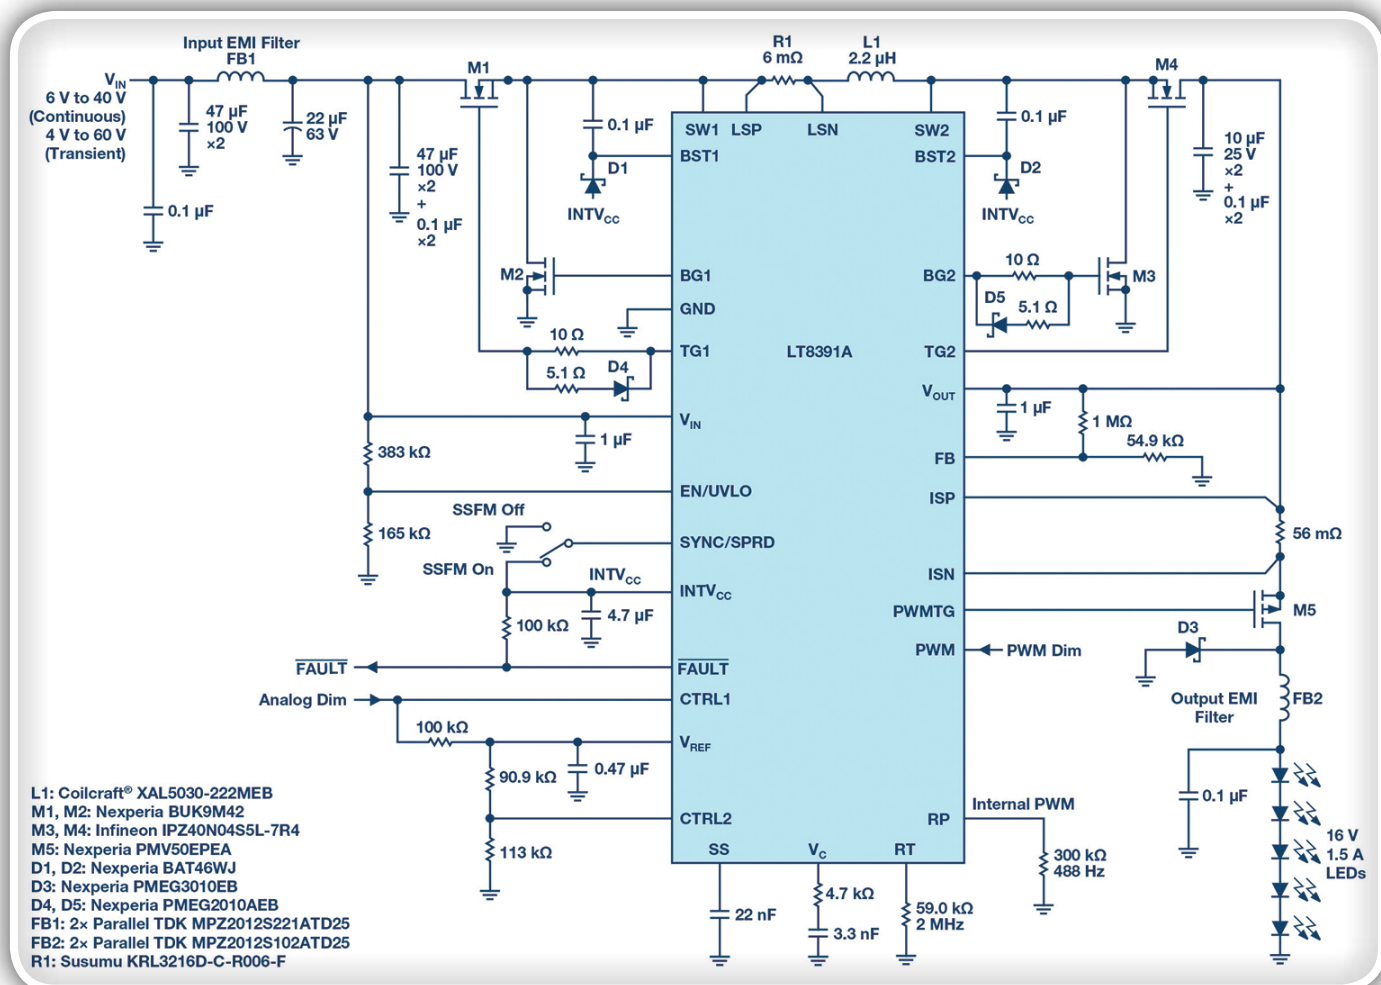 Input EMI Filter
FB1
V_IN
6 V to 40 V
(Continuous)
4 V to 60 V
(Transient)
47 µF
100 V
×2
22 µF
63 V
0.1 µF
47 µF
100 V
×2
+
0.1 µF
×2
M1
0.1 µF
D1
INTV_CC
M2
10 Ω
5.1 Ω
D4
R1
6 mΩ
L1
2.2 µH
M4
0.1 µF
D2
INTV_CC
10 µF
25 V
×2
+
0.1 µF
×2
10 Ω
D5
5.1 Ω
M3
SW1
LSP
LSN
SW2
BST1
BST2
BG1
BG2
GND
TG1
LT8391A
TG2
V_IN
V_OUT
FB
EN/UVLO
ISP
SYNC/SPRD
ISN
INTV_CC
PWMTG
PWM
FAULT
CTRL1
V_REF
CTRL2
RP
SS
V_C
RT
1 µF
383 kΩ
165 kΩ
SSFM Off
SSFM On
INTV_CC
4.7 µF
100 kΩ
FAULT
Analog Dim
100 kΩ
90.9 kΩ
0.47 µF
113 kΩ
1 µF
1 MΩ
54.9 kΩ
56 mΩ
M5
PWM Dim
D3
Output EMI
Filter
FB2
0.1 µF
16 V
1.5 A
LEDs
Internal PWM
300 kΩ
488 Hz
22 nF
4.7 kΩ
3.3 nF
59.0 kΩ
2 MHz
L1: Coilcraft® XAL5030-222MEB
M1, M2: Nexperia BUK9M42
M3, M4: Infineon IPZ40N04S5L-7R4
M5: Nexperia PMV50EPEA
D1, D2: Nexperia BAT46WJ
D3: Nexperia PMEG3010EB
D4, D5: Nexperia PMEG2010AEB
FB1: 2× Parallel TDK MPZ2012S221ATD25
FB2: 2× Parallel TDK MPZ2012S102ATD25
R1: Susumu KRL3216D-C-R006-F